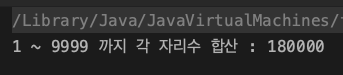 /Library/Java/JavaVirtualMachines/
1 ~ 9999 까지 각 자리수 합산 : 180000